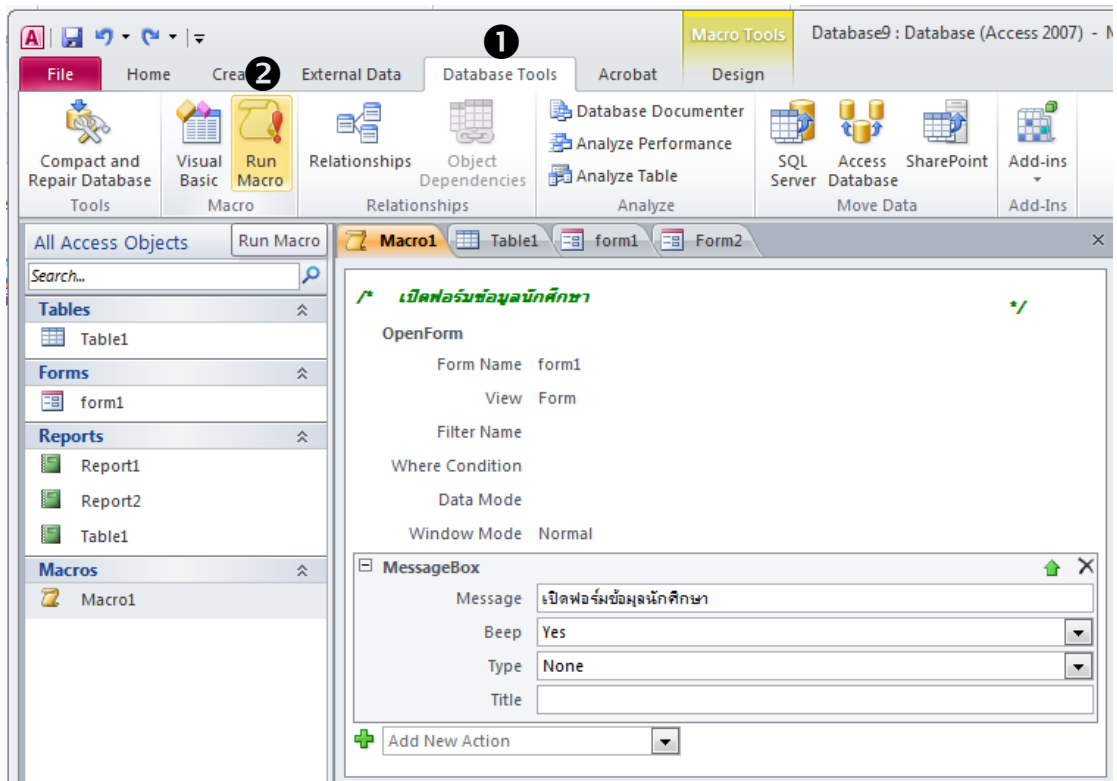 ❶
Macro Tools
Database9 : Database (Access 2007) -
File Home Crea ❷ External Data Database Tools Acrobat Design
Compact and Repair Database
Visual Basic
Run Macro
Relationships
Object Dependencies
Database Documenter
Analyze Performance
Analyze Table
SQL Server
Access Database
SharePoint
Add-ins
Tools Macro Relationships Analyze Move Data Add-Ins
All Access Objects
Run Macro
Macro1 Table1 form1 Form2
Search...
Tables
Table1
Forms
form1
Reports
Report1
Report2
Table1
Macros
Macro1
/* เปิดฟอร์มข้อมูลนักศึกษา */
OpenForm
Form Name form1
View Form
Filter Name
Where Condition
Data Mode
Window Mode Normal
MessageBox
Message เปิดฟอร์มข้อมุลนักศึกษา
Beep Yes
Type None
Title
Add New Action